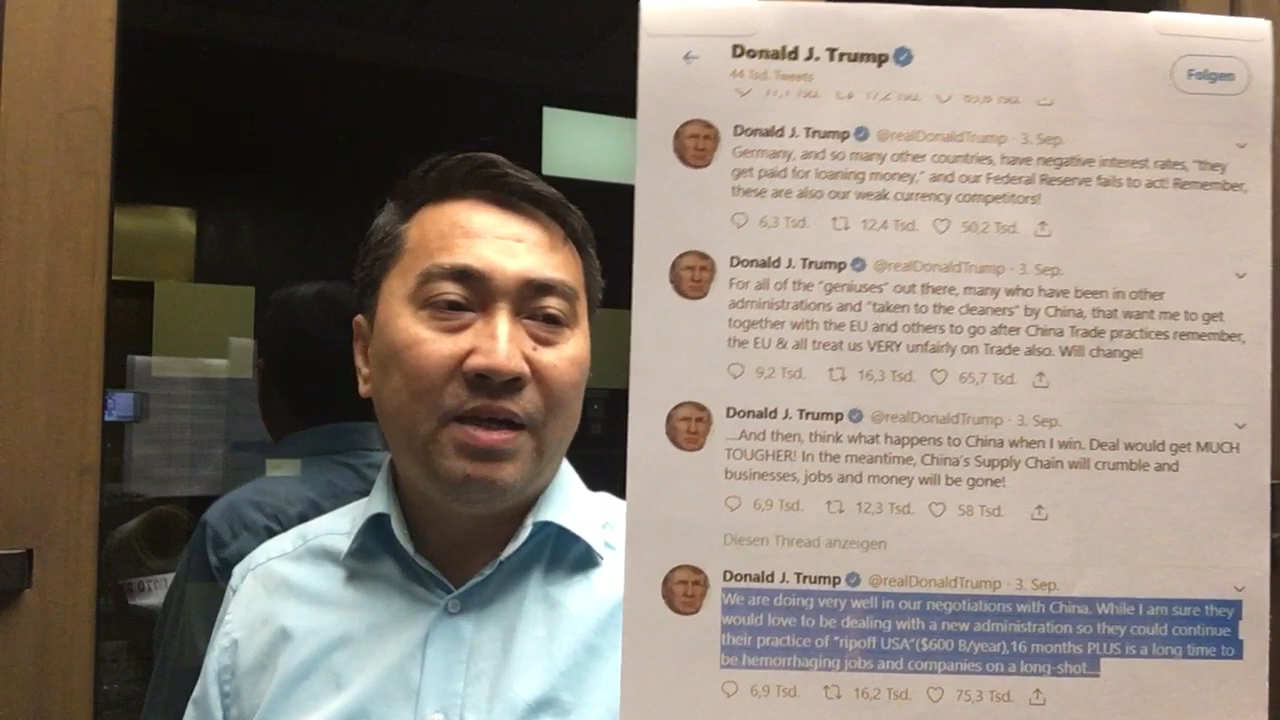 Donald J. Trump
44 Tsd. Tweets
Folgen
Donald J. Trump @realDonaldTrump · 3. Sep.
Germany, and so many other countries, have negative interest rates, "they
get paid for loaning money," and our Federal Reserve fails to act! Remember,
these are also our weak currency competitors!
6,3 Tsd. 12,4 Tsd. 50,2 Tsd.
Donald J. Trump @realDonaldTrump · 3. Sep.
For all of the "geniuses" out there, many who have been in other
administrations and "taken to the cleaners" by China, that want me to get
together with the EU and others to go after China Trade practices remember,
the EU & all treat us VERY unfairly on Trade also. Will change!
9,2 Tsd. 16,3 Tsd. 65,7 Tsd.
Donald J. Trump @realDonaldTrump · 3. Sep.
....And then, think what happens to China when I win. Deal would get MUCH
TOUGHER! In the meantime, China's Supply Chain will crumble and
businesses, jobs and money will be gone!
6,9 Tsd. 12,3 Tsd. 58 Tsd.
Diesen Thread anzeigen
Donald J. Trump @realDonaldTrump · 3. Sep.
We are doing very well in our negotiations with China. While I am sure they
would love to be dealing with a new administration so they could continue
their practice of "ripoff USA"($600 B/year),16 months PLUS is a long time to
be hemorrhaging jobs and companies on a long-shot....
6,9 Tsd. 16,2 Tsd. 75,3 Tsd.